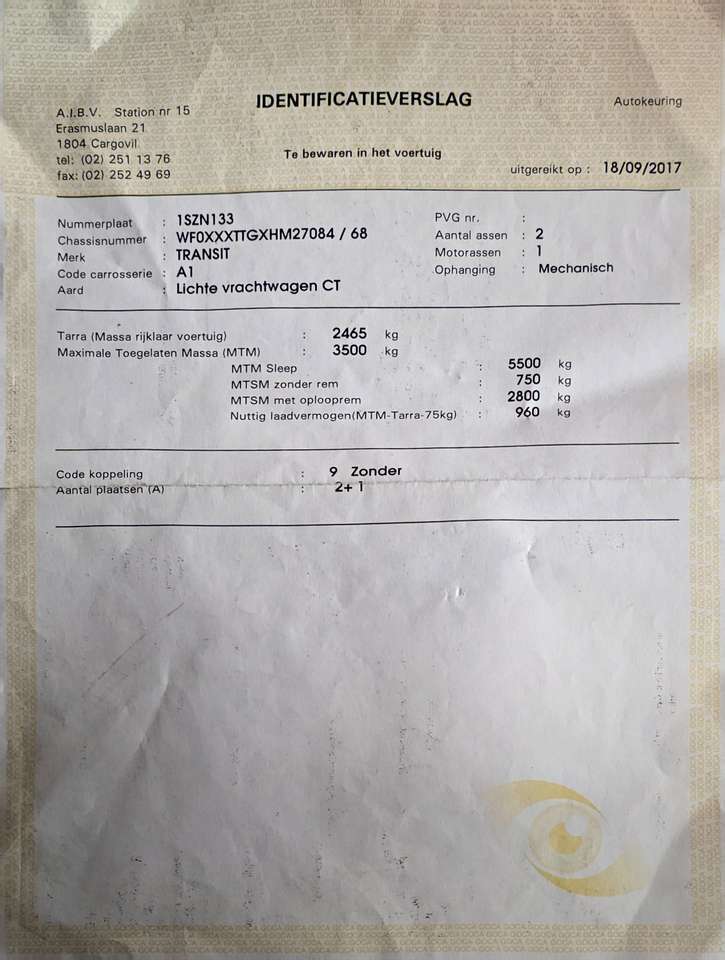 IDENTIFICATIEVERSLAG
Autokeuring
A.I.B.V. Station nr 15
Erasmuslaan 21
1804 Cargovil
tel: (02) 251 13 76
fax: (02) 252 49 69
Te bewaren in het voertuig
uitgereikt op : 18/09/2017
Nummerplaat : 1SZN133
Chassisnummer : WF0XXXTTGXHM27084 / 68
Merk : TRANSIT
Code carrosserie : A1
Aard : Lichte vrachtwagen CT
PVG nr. :
Aantal assen : 2
Motorassen : 1
Ophanging : Mechanisch
Tarra (Massa rijklaar voertuig) : 2465 kg
Maximale Toegelaten Massa (MTM) : 3500 kg
MTM Sleep : 5500 kg
MTSM zonder rem : 750 kg
MTSM met oplooprem : 2800 kg
Nuttig laadvermogen(MTM-Tarra-75kg) : 960 kg
Code koppeling : 9 Zonder
Aantal plaatsen (A) : 2+ 1